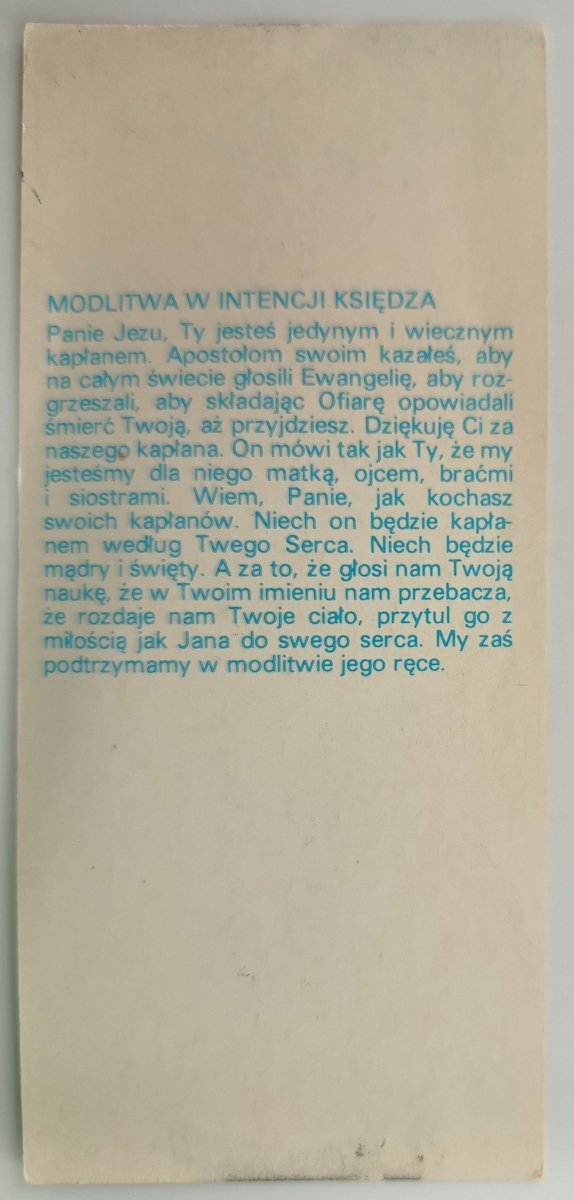 MODLITWA W INTENCJI KSIĘDZA
Panie Jezu, Ty jesteś jedynym i wiecznym
kapłanem. Apostołom swoim kazałeś, aby
na całym świecie głosili Ewangelię, aby roz-
grzeszali, aby składając Ofiarę opowiadali
śmierć Twoją, aż przyjdziesz. Dziękuję Ci za
naszego kapłana. On mówi tak jak Ty, że my
jesteśmy dla niego matką, ojcem, braćmi
i siostrami. Wiem, Panie, jak kochasz
swoich kapłanów. Niech on będzie kapła-
nem według Twego Serca. Niech będzie
mądry i święty. A za to, że głosi nam Twoją
naukę, że w Twoim imieniu nam przebacza,
że rozdaje nam Twoje ciało, przytul go z
miłością jak Jana do swego serca. My zaś
podtrzymamy w modlitwie jego ręce.